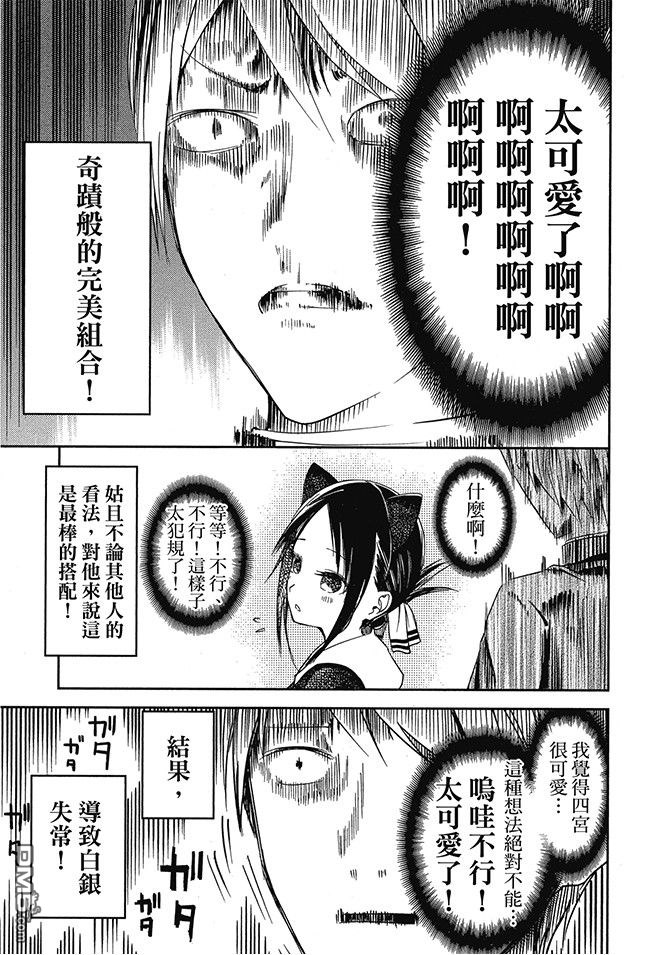 太可愛了啊啊
啊啊啊啊啊啊
啊啊啊！
奇蹟般的完美組合！
什麼啊！
等等！不行、
不行！這樣子
太犯規了！
姑且不論其他人的
看法，對他來說這
是最棒的搭配！
我覺得四宮
很可愛…
這種想法絕對不能…
嗚哇不行！
太可愛了！
結果，
導致白銀
失常！
ガタ
ガタ
ガタ
ガタ
ガタ